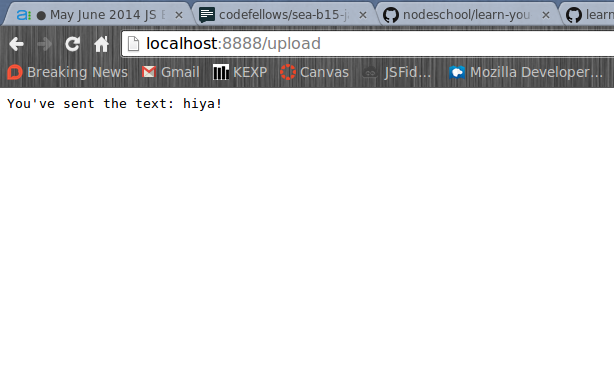 May June 2014 JS codefellows/sea-b15-j nodeschool/learn-you learn
localhost:8888/upload
Breaking News Gmail KEXP Canvas JSFid... Mozilla Developer...
You've sent the text: hiya!